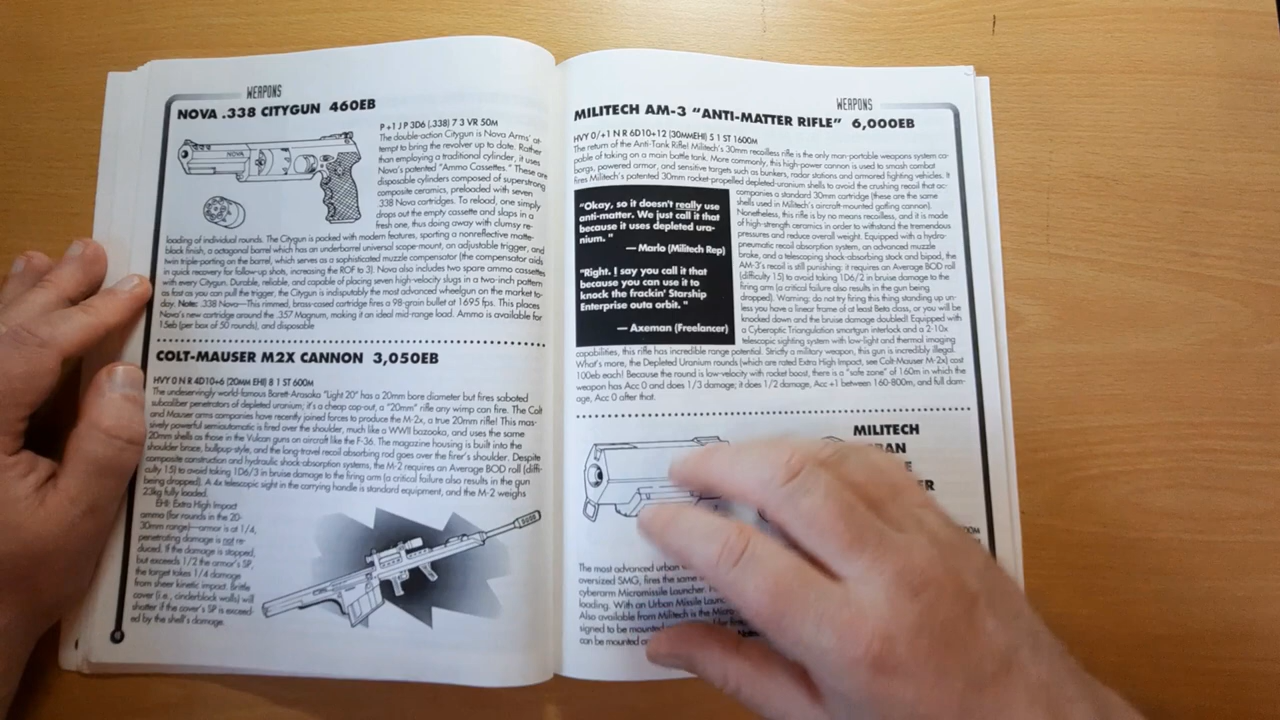 WEAPONS
NOVA .338 CITYGUN 460EB
P +1 J P 3D6 (.338) 7 3 VR 50M
The double-action Citygun is Nova Arms' at-
tempt to bring the revolver up to date. Rather
than employing a traditional cylinder, it uses
Nova's patented "Ammo Cassettes." These are
disposable cylinders composed of superstrong
composite ceramics, preloaded with seven
.338 Nova cartridges. To reload, one simply
drops out the empty cassette and slaps in a
fresh one, thus doing away with clumsy re-
loading of individual rounds. The Citygun is packed with modern features, sporting a nonreflective matte-
black finish, a octagonal barrel which has an underbarrel universal scope-mount, an adjustable trigger, and
twin triple-porting on the barrel, which serves as a sophisticated muzzle compensator (the compensator aids
in quick recovery for follow-up shots, increasing the ROF to 3). Nova also includes two spare ammo cassettes
with every Citygun. Durable, reliable, and capable of placing seven high-velocity slugs in a two-inch pattern
as fast as you can pull the trigger, the Citygun is indisputably the most advanced wheelgun on the market to-
day. Note: .338 Nova—This rimmed, brass-cased cartridge fires a 98-grain bullet at 1695 fps. This places
Nova's new cartridge around the .357 Magnum, making it an ideal mid-range load. Ammo is available for
15eb (per box of 50 rounds), and disposable
COLT-MAUSER M2X CANNON 3,050EB
HVY 0 N R 4D10+6 (20MM EHI) 8 1 ST 600M
The undeservingly world-famous Barett-Arasaka "Light 20" has a 20mm bore diameter but fires saboted
subcaliber penetrators of depleted uranium; it's a cheap cop-out, a "20mm" rifle any wimp can fire. The Colt
and Mauser arms companies have recently joined forces to produce the M-2x, a true 20mm rifle! This mas-
sively powerful semiautomatic is fired over the shoulder, much like a WWII bazooka, and uses the same
20mm shells as those in the Vulcan guns on aircraft like the F-36. The magazine housing is built into the
shoulder brace, bullpup-style, and the long-travel recoil absorbing rod goes over the firer's shoulder. Despite
composite construction and hydraulic shock-absorption systems, the M-2 requires an Average BOD roll (diffi-
culty 15) to avoid taking 1D6/3 in bruise damage to the firing arm (a critical failure also results in the gun
being dropped). A 4x telescopic sight in the carrying handle is standard equipment, and the M-2 weighs
23kg fully loaded.
EHI: Extra High Impact
ammo (for rounds in the 20-
30mm range)—armor is at 1/4,
penetrating damage is not re-
duced. If the damage is stopped,
but exceeds 1/2 the armor's SP,
the target takes 1/4 damage
from sheer kinetic impact. Brittle
cover (i.e., cinderblock walls) will
shatter if the cover's SP is exceed-
ed by the shell's damage.
WEAPONS
MILITECH AM-3 "ANTI-MATTER RIFLE" 6,000EB
HVY 0/+1 N R 6D10+12 (30MMEHI) 5 1 ST 1600M
The return of the Anti-Tank Rifle! Militech's 30mm recoilless rifle is the only man-portable weapons system ca-
pable of taking on a main battle tank. More commonly, this high-power cannon is used to smash combat
borgs, powered armor, and sensitive targets such as bunkers, radar stations and armored fighting vehicles. It
fires Militech's patented 30mm rocket-propelled depleted-uranium shells to avoid the crushing recoil that ac-
companies a standard 30mm cartridge (these are the same
shells used in Militech's aircraft-mounted gatling cannon).
Nonetheless, this rifle is by no means recoilless, and it is made
of high-strength ceramics in order to withstand the tremendous
pressures and reduce overall weight. Equipped with a hydro-
pneumatic recoil absorption system, an advanced muzzle
brake, and a telescoping shock-absorbing stock and bipod, the
AM-3's recoil is still punishing: it requires an Average BOD roll
(difficulty 15) to avoid taking 1D6/2 in bruise damage to the
firing arm (a critical failure also results in the gun being
dropped). Warning: do not try firing this thing standing up un-
less you have a linear frame of at least Beta class, or you will be
knocked down and the bruise damage doubled! Equipped with
a Cyberoptic Triangulation smartgun interlock and a 2-10x
telescopic sighting system with low-light and thermal imaging
capabilities, this rifle has incredible range potential. Strictly a military weapon, this gun is incredibly illegal.
What's more, the Depleted Uranium rounds (which are rated Extra High Impact, see Colt-Mauser M-2x) cost
100eb each! Because the round is low-velocity with rocket boost, there is a "safe zone" of 160m in which the
weapon has Acc 0 and does 1/3 damage; it does 1/2 damage, Acc +1 between 160-800m, and full dam-
age, Acc 0 after that.
"Okay, so it doesn't really use
anti-matter. We just call it that
because it uses depleted ura-
nium. "
— Marla (Militech Rep)
"Right. I say you call it that
because you can use it to
knock the frackin' Starship
Enterprise outa orbit. "
— Axeman (Freelancer)
MILITECH
The most advanced urban
oversized SMG, fires the same
cyberarm Micromissile Launcher.
loading. With an Urban Missile
Also available from Militech is the
signed to be mounted
can be mounted
NOVA